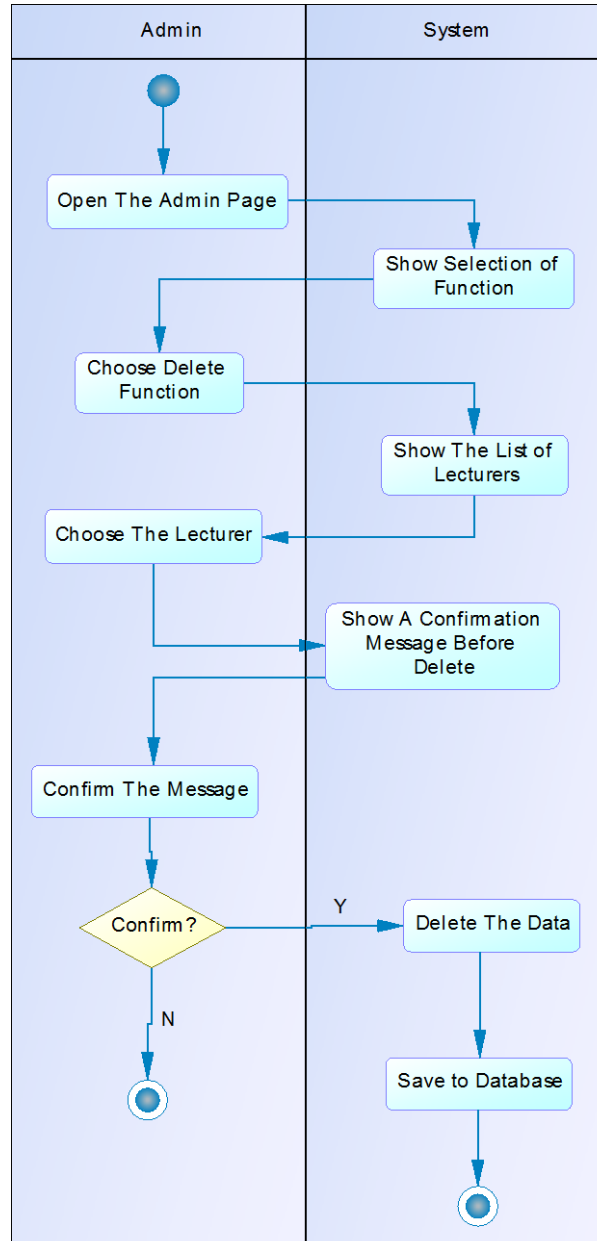 Admin
System
Open The Admin Page
Show Selection of
Function
Choose Delete
Function
Show The List of
Lecturers
Choose The Lecturer
Show A Confirmation
Message Before
Delete
Confirm The Message
Confirm?
Y
Delete The Data
N
Save to Database